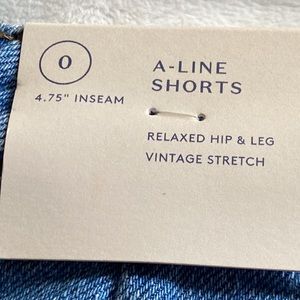 0
4.75" INSEAM
A-LINE
SHORTS
RELAXED HIP & LEG
VINTAGE STRETCH